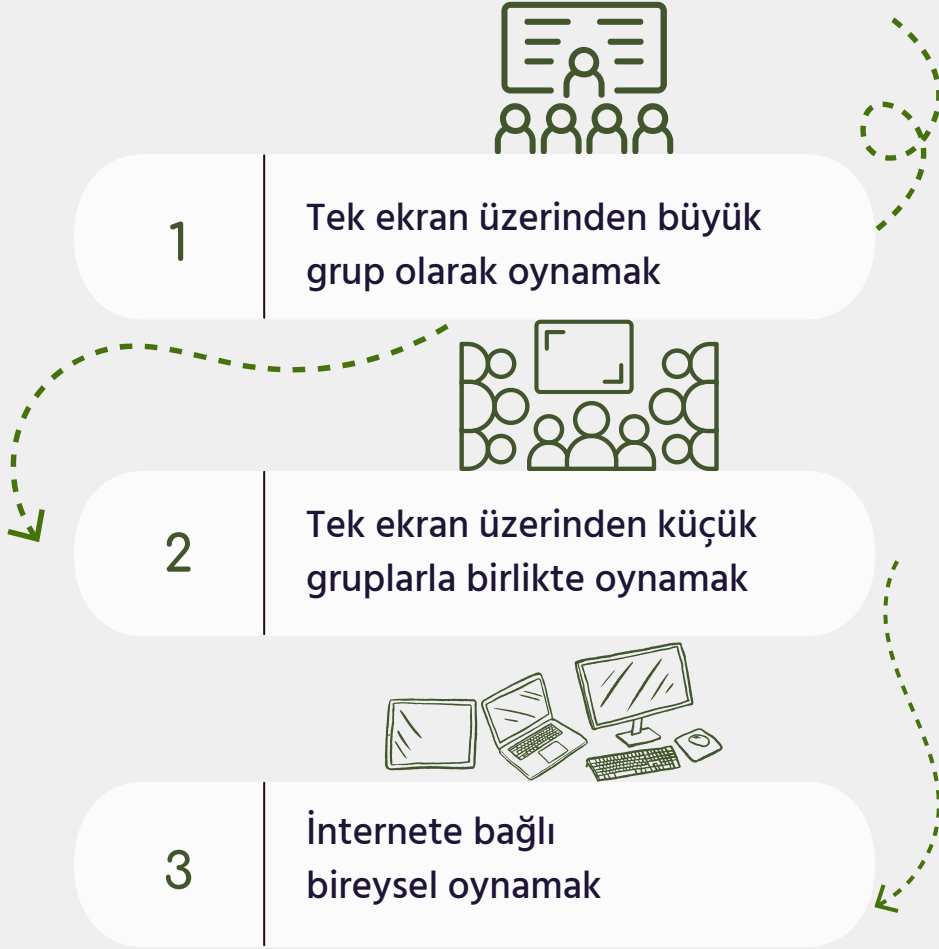 1
Tek ekran üzerinden büyük
grup olarak oynamak
2
Tek ekran üzerinden küçük
gruplarla birlikte oynamak
3
İnternete bağlı
bireysel oynamak